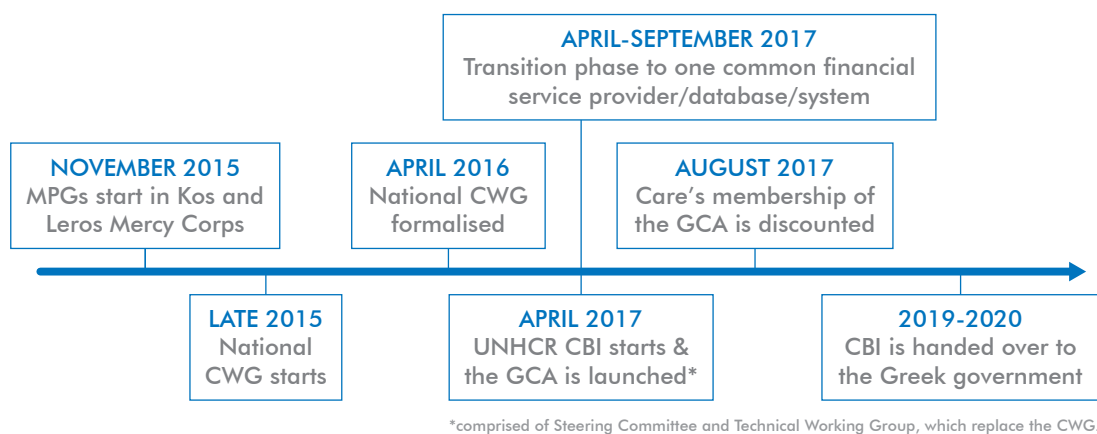 APRIL-SEPTEMBER 2017
Transition phase to one common financial
service provider/database/system
NOVEMBER 2015
MPGs start in Kos and
Leros Mercy Corps
APRIL 2016
National CWG
formalised
AUGUST 2017
Care’s membership of
the GCA is discounted
LATE 2015
National
CWG starts
APRIL 2017
UNHCR CBI starts &
the GCA is launched*
2019-2020
CBI is handed over to
the Greek government
*comprised of Steering Committee and Technical Working Group, which replace the CWG.